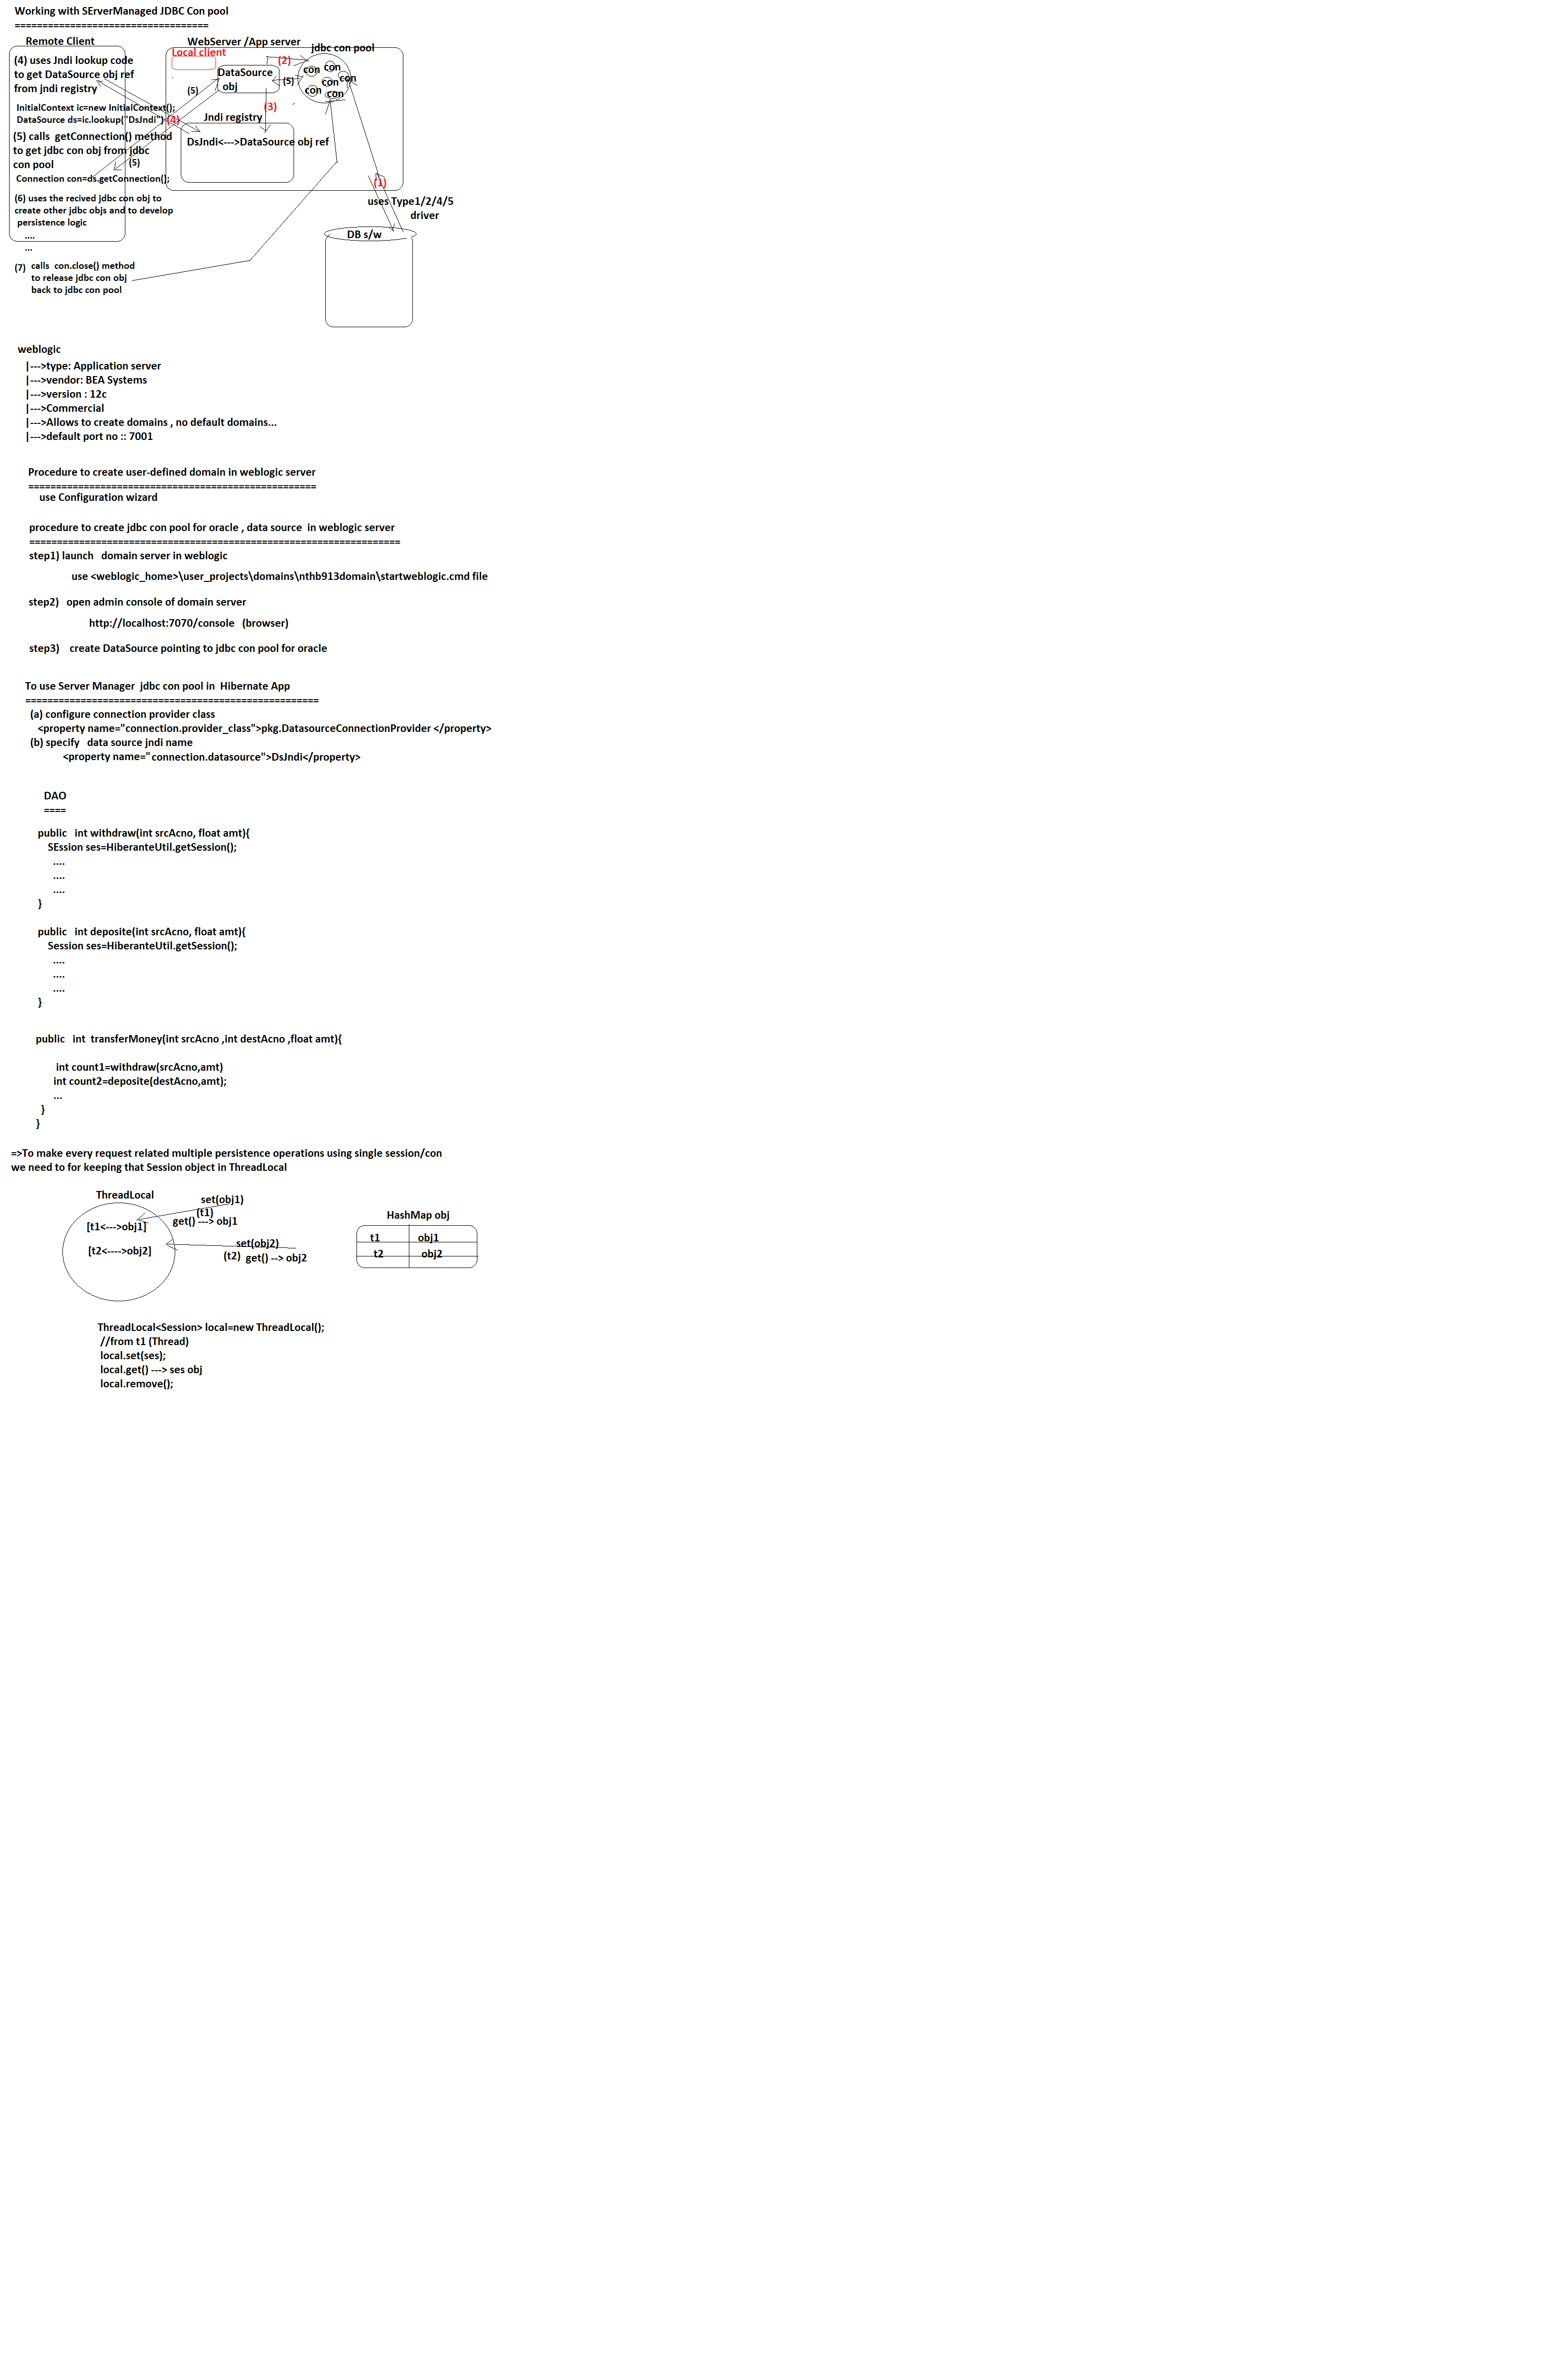 Working with SErverManaged JDBC Con pool
===================================
Remote Client
WebServer /App server
jdbc con pool
Local client
(2)
(4) uses Jndi lookup code
to get DataSource obj ref
from jndi registry
DataSource
obj
(5)
con
con
con
con
con
con
(5)
(3)
InitialContext ic=new InitialContext();
DataSource ds=ic.lookup("DsJndi")
(4)
Jndi registry
DsJndi<--->DataSource obj ref
(5) calls  getConnection() method
to get jdbc con obj from jdbc
con pool
(5)
Connection con=ds.getConnection();
(1)
uses Type1/2/4/5
driver
(6) uses the recived jdbc con obj to
create other jdbc objs and to develop
persistence logic
....
...
DB s/w
(7)  calls  con.close() method
to release jdbc con obj
back to jdbc con pool
weblogic
|--->type: Application server
|--->vendor: BEA Systems
|--->version : 12c
|--->Commercial
|--->Allows to create domains , no default domains...
|--->default port no :: 7001
Procedure to create user-defined domain in weblogic server
====================================================
use Configuration wizard
procedure to create jdbc con pool for oracle , data source  in weblogic server
===================================================================
step1) launch   domain server in weblogic
use <weblogic_home>\user_projects\domains\nthb913domain\startweblogic.cmd file
step2)   open admin console of domain server
http://localhost:7070/console   (browser)
step3)    create DataSource pointing to jdbc con pool for oracle
To use Server Manager  jdbc con pool in  Hibernate App
=====================================================
(a) configure connection provider class
<property name="connection.provider_class">pkg.DatasourceConnectionProvider </property>
(b) specify   data source jndi name
<property name="connection.datasource">DsJndi</property>
DAO
====
public   int withdraw(int srcAcno, float amt){
SEssion ses=HiberanteUtil.getSession();
....
....
....
}
public   int deposite(int srcAcno, float amt){
Session ses=HiberanteUtil.getSession();
....
....
....
}
public   int  transferMoney(int srcAcno ,int destAcno ,float amt){
int count1=withdraw(srcAcno,amt)
int count2=deposite(destAcno,amt);
...
}
}
=>To make every request related multiple persistence operations using single session/con
we need to for keeping that Session object in ThreadLocal
ThreadLocal
set(obj1)
(t1)
get() ---> obj1
[t1<--->obj1]
set(obj2)
(t2)  get() --> obj2
[t2<---->obj2]
HashMap obj
t1 obj1
t2 obj2
ThreadLocal<Session> local=new ThreadLocal();
//from t1 (Thread)
local.set(ses);
local.get() ---> ses obj
local.remove();